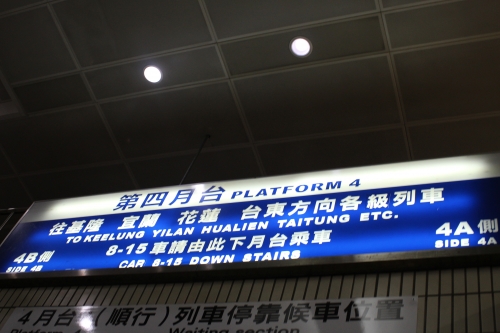 第四月台 PLATFORM 4
往基隆 宜蘭 花蓮 台東方向各級列車
TO KEELUNG YILAN HUALIEN TAITUNG ETC.
4B側 8-15車請由此下月台乘車 4A側
SIDE 4B CAR 8-15 DOWN STAIRS SIDE 4A
4月台(順行)列車停靠候車位置
Waiting section